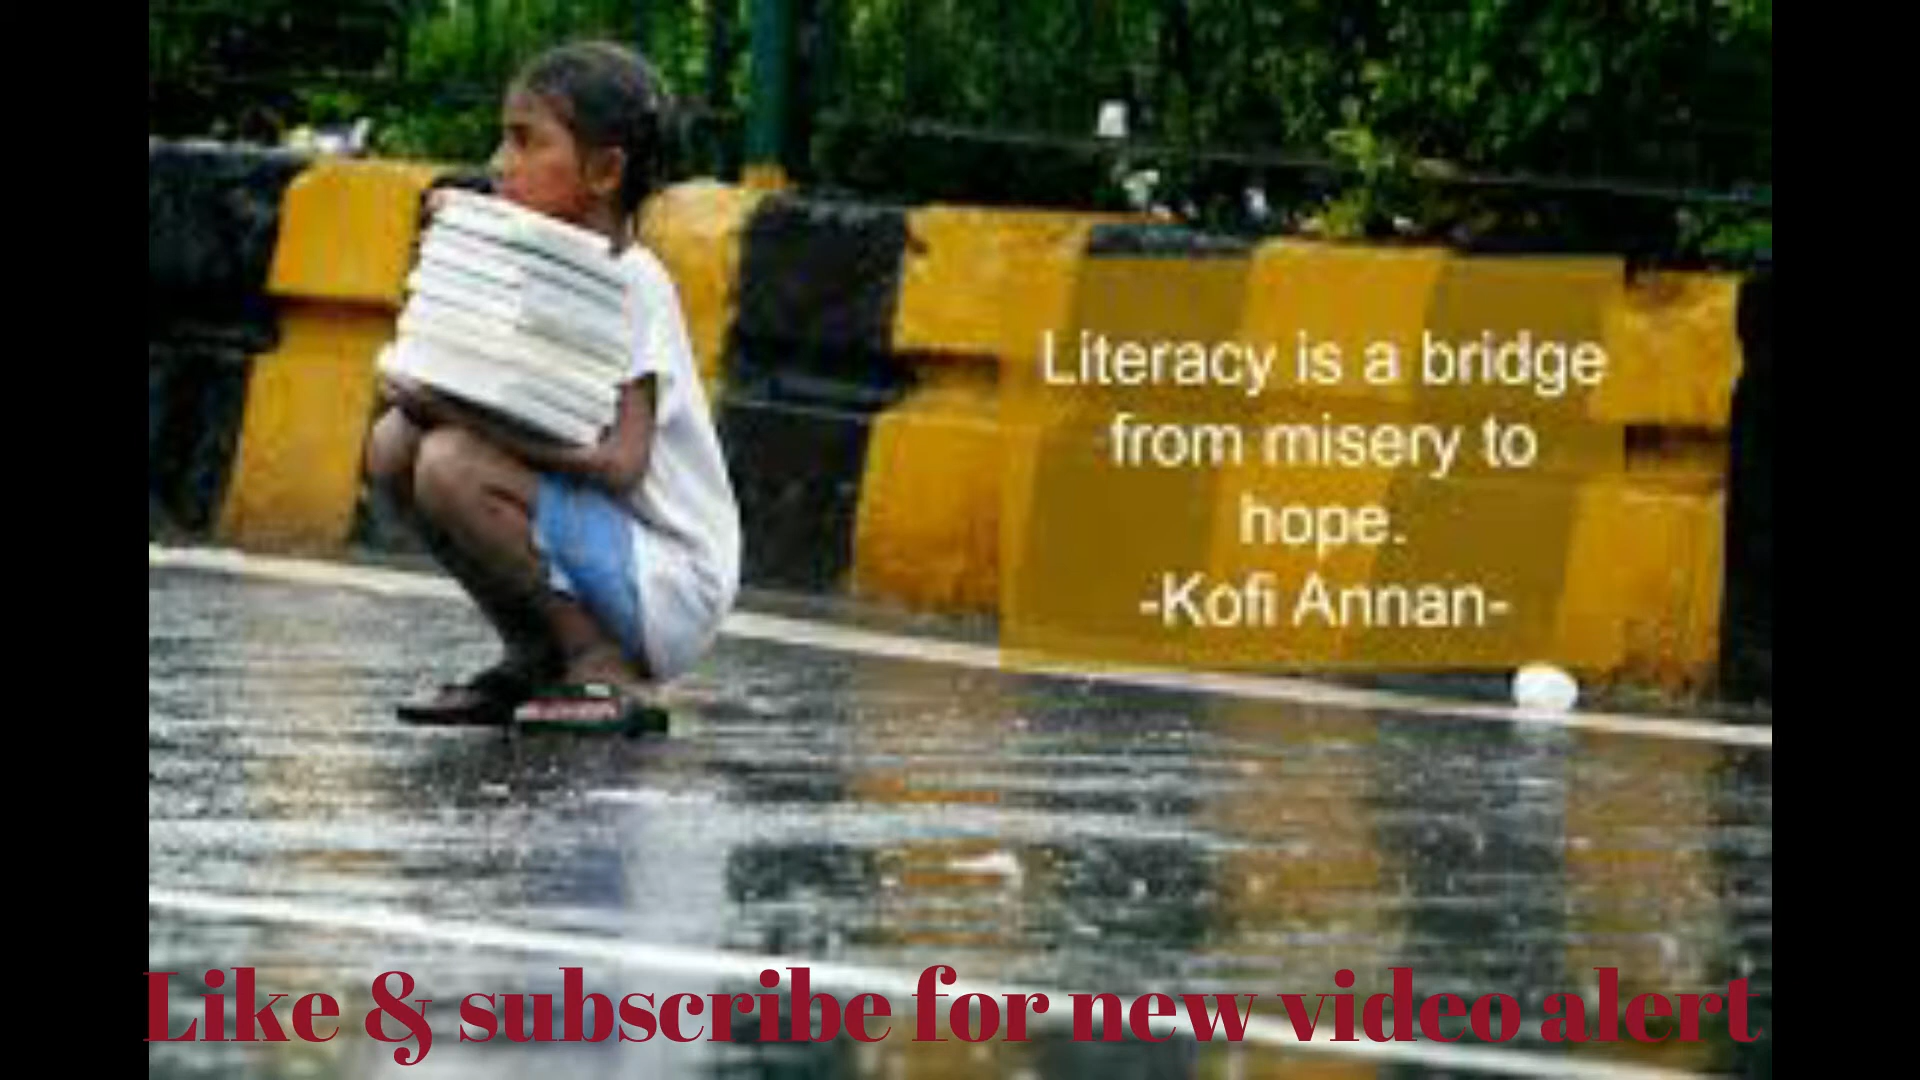 Literacy is a bridge
from misery to
hope.
-Kofi Annan-
Like & subscribe for new video alert